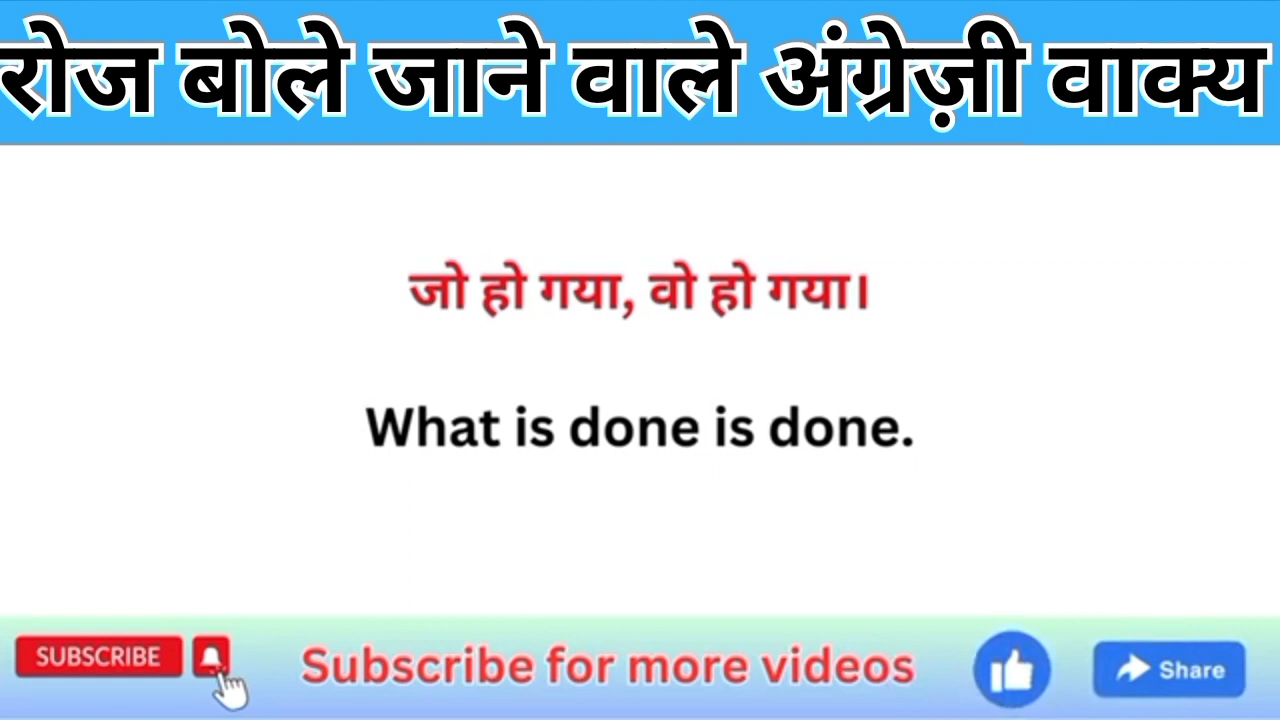 रोज बोले जाने वाले अंग्रेज़ी वाक्य
जो हो गया, वो हो गया।
What is done is done.
SUBSCRIBE Subscribe for more videos Share